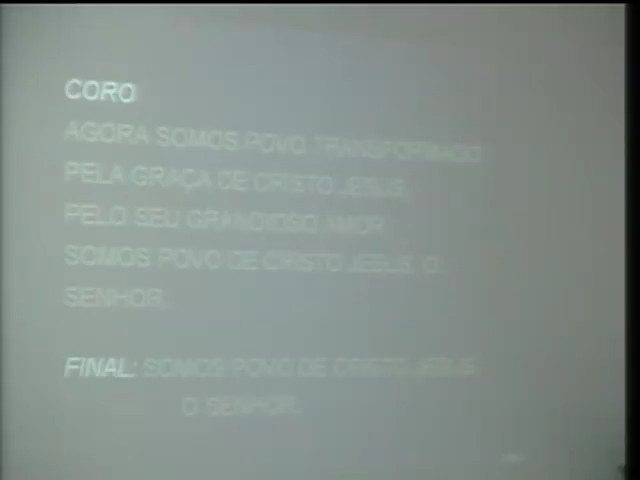 CORO
AGORA SOMOS POVO TRANSFORMADO
PELA GRAÇA DE CRISTO JESUS,
PELO SEU GRANDIOSO AMOR
SOMOS POVO DE CRISTO JESUS, O
SENHOR.
FINAL: SOMOS POVO DE CRISTO JESUS
O SENHOR.